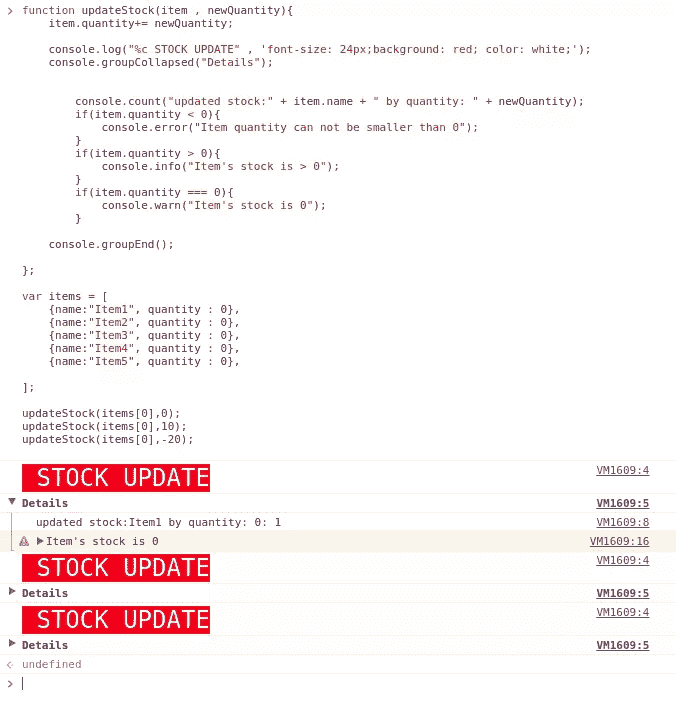 function updateStock(item , newQuantity){
item.quantity+= newQuantity;
console.log("%c STOCK UPDATE" , 'font-size: 24px;background: red; color: white;');
console.groupCollapsed("Details");
console.count("updated stock:" + item.name + " by quantity: " + newQuantity);
if(item.quantity < 0){
console.error("Item quantity can not be smaller than 0");
}
if(item.quantity > 0){
console.info("Item's stock is > 0");
}
if(item.quantity === 0){
console.warn("Item's stock is 0");
}
console.groupEnd();
};
var items = [
{name:"Item1", quantity : 0},
{name:"Item2", quantity : 0},
{name:"Item3", quantity : 0},
{name:"Item4", quantity : 0},
{name:"Item5", quantity : 0},
];
updateStock(items[0],0);
updateStock(items[0],10);
updateStock(items[0],-20);
STOCK UPDATE VM1609:4
Details VM1609:5
updated stock:Item1 by quantity: 0: 1 VM1609:8
Item's stock is 0 VM1609:16
STOCK UPDATE VM1609:4
Details VM1609:5
STOCK UPDATE VM1609:4
Details VM1609:5
undefined